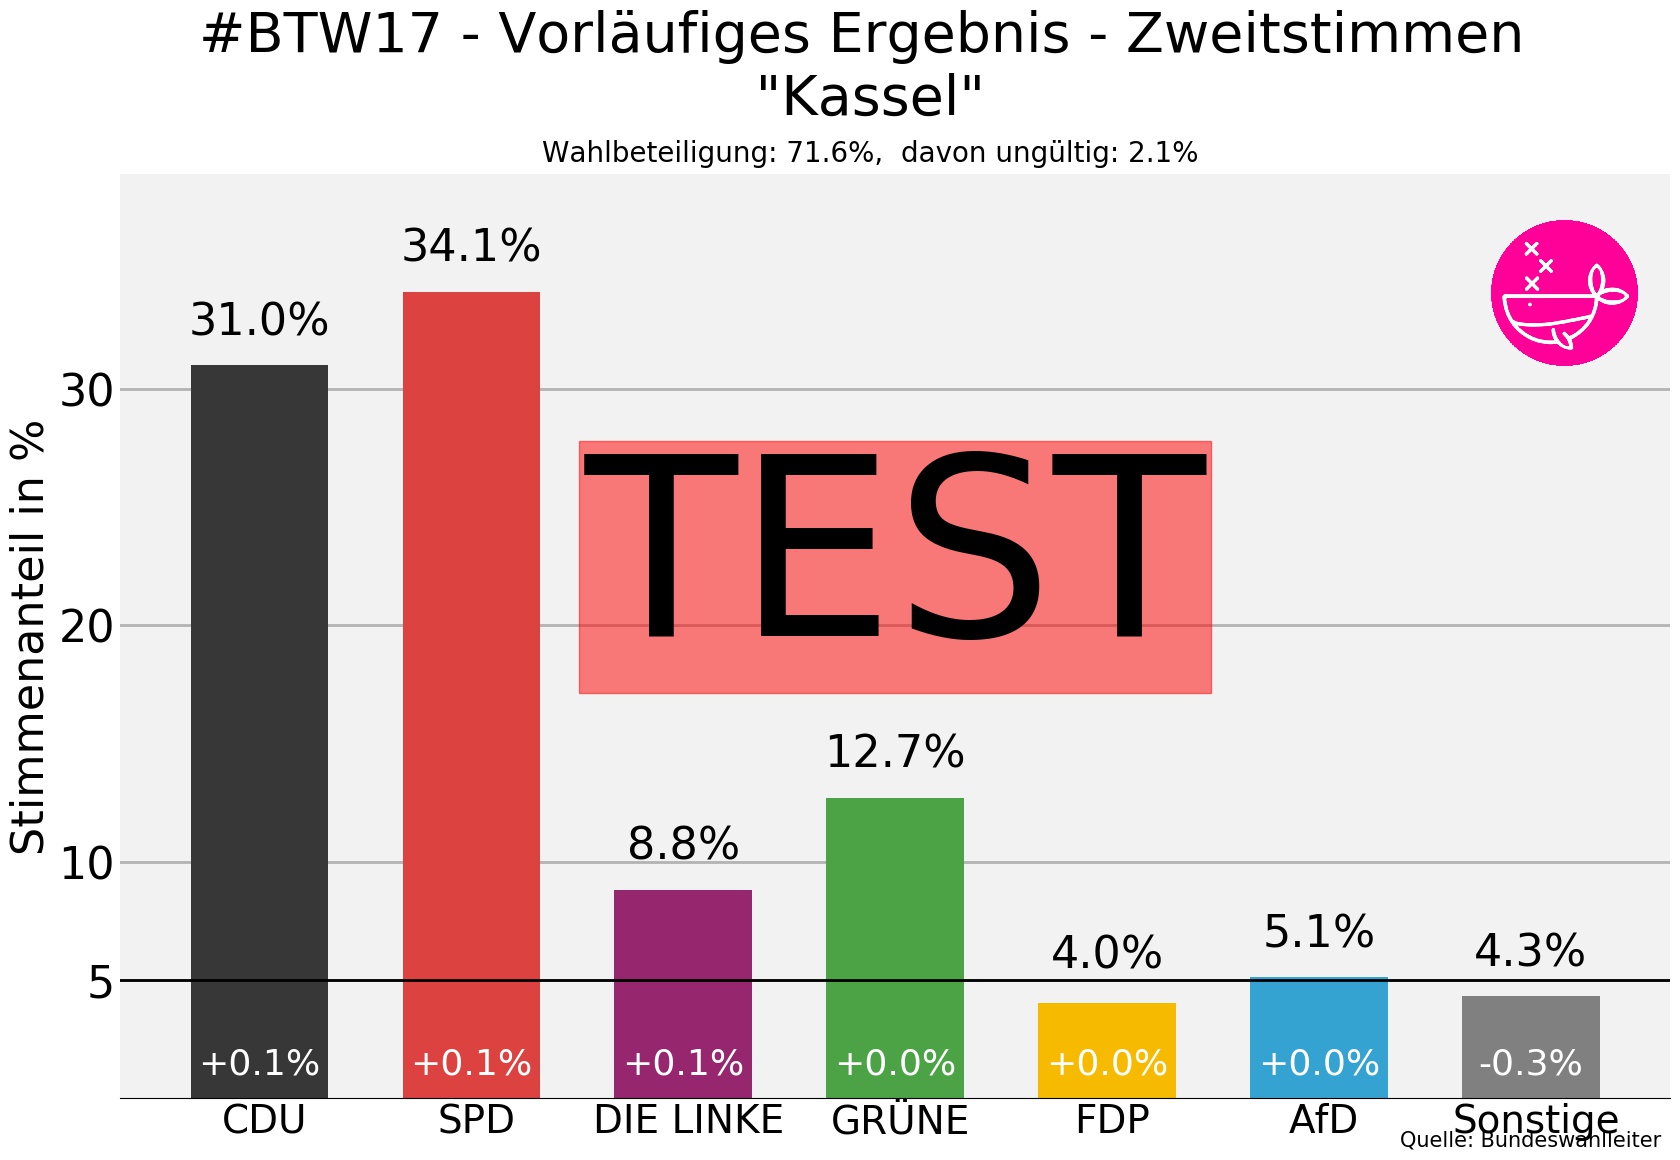 #BTW17 - Vorläufiges Ergebnis - Zweitstimmen
"Kassel"
Wahlbeteiligung: 71.6%,  davon ungültig: 2.1%
Stimmenanteil in %
30
20
10
5
31.0%
34.1%
8.8%
12.7%
4.0%
5.1%
4.3%
TEST
+0.1%
+0.1%
+0.1%
+0.0%
+0.0%
+0.0%
-0.3%
CDU
SPD
DIE LINKE
GRÜNE
FDP
AfD
Sonstige
Quelle: Bundeswahlleiter